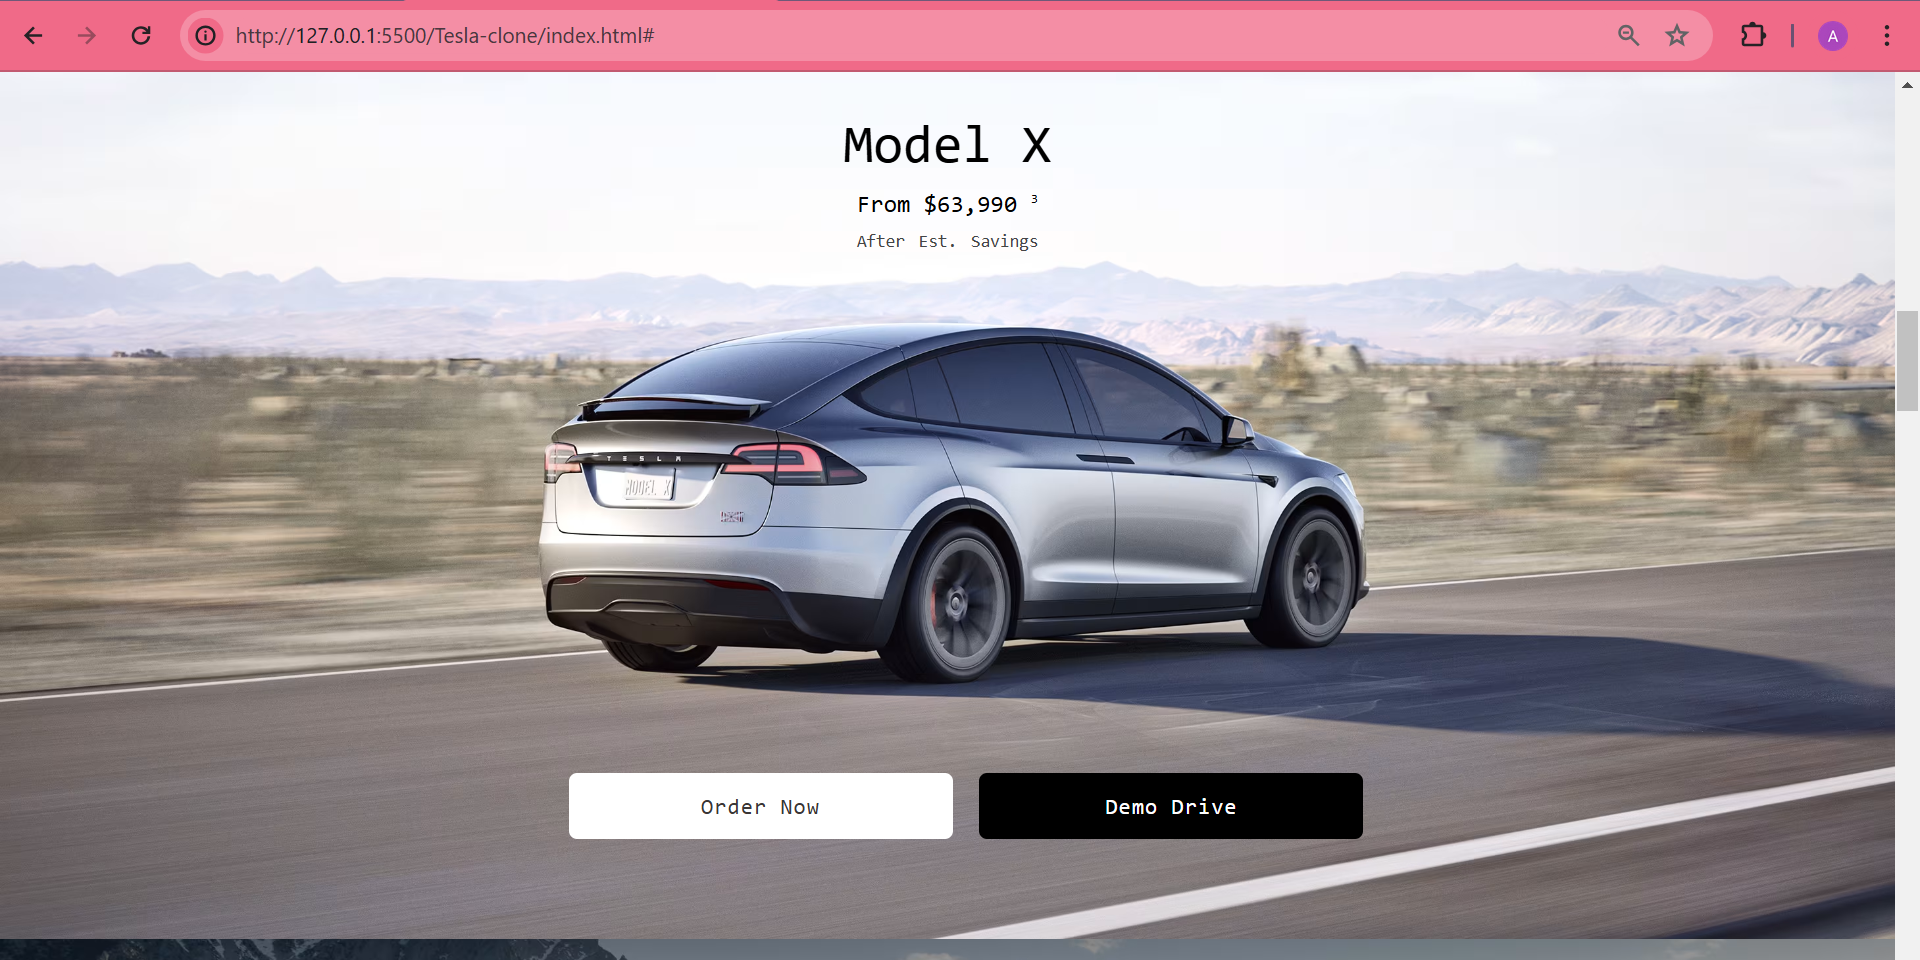 http://127.0.0.1:5500/Tesla-clone/index.html#
A
Model X
From $63,990 3
After Est. Savings
TESLA
MODEL X
Order Now
Demo Drive